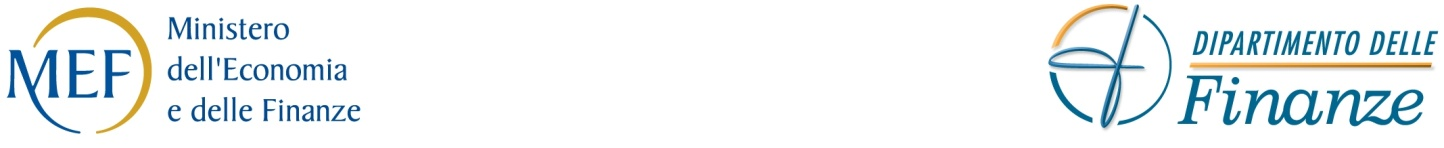 MEF
Ministero
dell'Economia
e delle Finanze
DIPARTIMENTO DELLE
Finanze